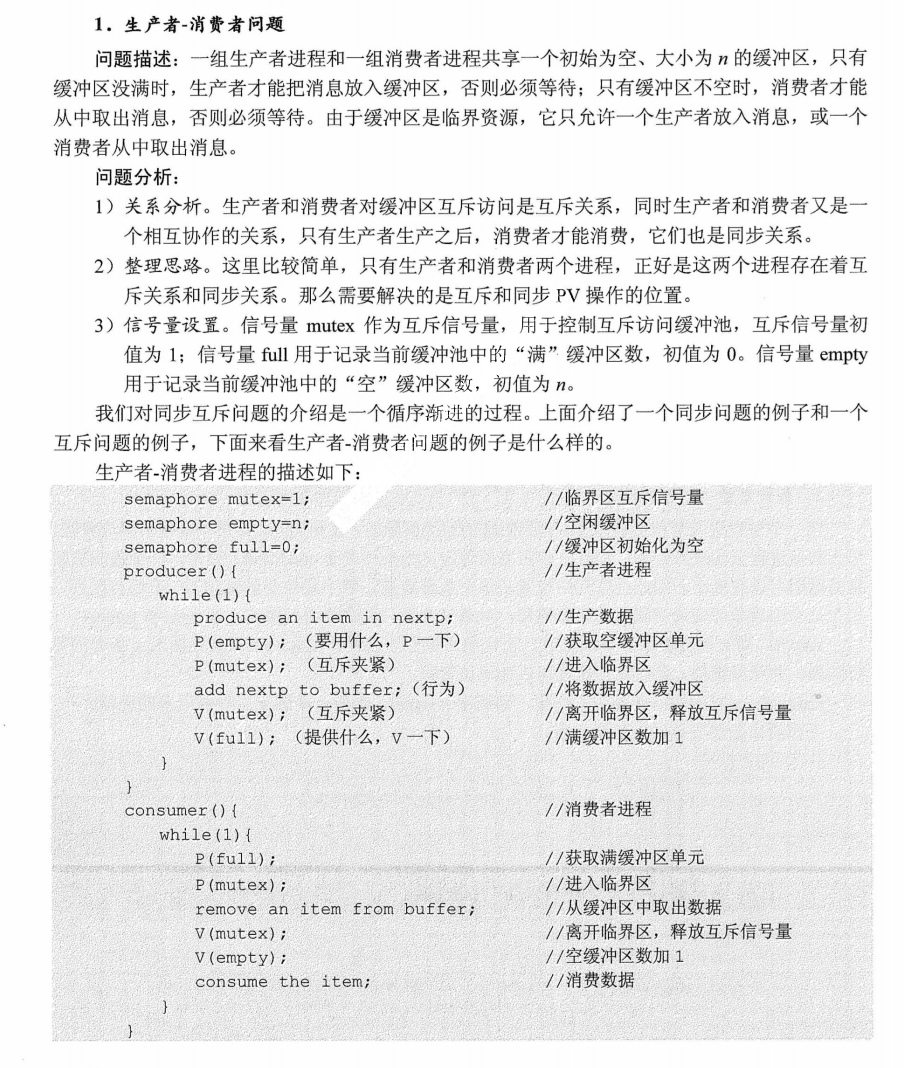 1．生产者-消费者问题
问题描述：一组生产者进程和一组消费者进程共享一个初始为空、大小为 n 的缓冲区，只有
缓冲区没满时，生产者才能把消息放入缓冲区，否则必须等待；只有缓冲区不空时，消费者才能
从中取出消息，否则必须等待。由于缓冲区是临界资源，它只允许一个生产者放入消息，或一个
消费者从中取出消息。
问题分析：
1）关系分析。生产者和消费者对缓冲区互斥访问是互斥关系，同时生产者和消费者又是一
个相互协作的关系，只有生产者生产之后，消费者才能消费，它们也是同步关系。
2）整理思路。这里比较简单，只有生产者和消费者两个进程，正好是这两个进程存在着互
斥关系和同步关系。那么需要解决的是互斥和同步 PV 操作的位置。
3）信号量设置。信号量 mutex 作为互斥信号量，用于控制互斥访问缓冲池，互斥信号量初
值为 1；信号量 full 用于记录当前缓冲池中的“满”缓冲区数，初值为 0。信号量 empty
用于记录当前缓冲池中的“空”缓冲区数，初值为 n。
我们对同步互斥问题的介绍是一个循序渐进的过程。上面介绍了一个同步问题的例子和一个
互斥问题的例子，下面来看生产者-消费者问题的例子是什么样的。
生产者-消费者进程的描述如下：
semaphore mutex=1; //临界区互斥信号量
semaphore empty=n; //空闲缓冲区
semaphore full=0; //缓冲区初始化为空
producer(){ //生产者进程
while(1){
produce an item in nextp; //生产数据
P(empty); （要用什么，P 一下） //获取空缓冲区单元
P(mutex); （互斥夹紧） //进入临界区
add nextp to buffer;（行为） //将数据放入缓冲区
V(mutex); （互斥夹紧） //离开临界区，释放互斥信号量
V(full); （提供什么，V 一下） //满缓冲区数加 1
}
}
consumer(){ //消费者进程
while(1){
P(full); //获取满缓冲区单元
P(mutex); //进入临界区
remove an item from buffer; //从缓冲区中取出数据
V(mutex); //离开临界区，释放互斥信号量
V(empty); //空缓冲区数加 1
consume the item; //消费数据
}
}